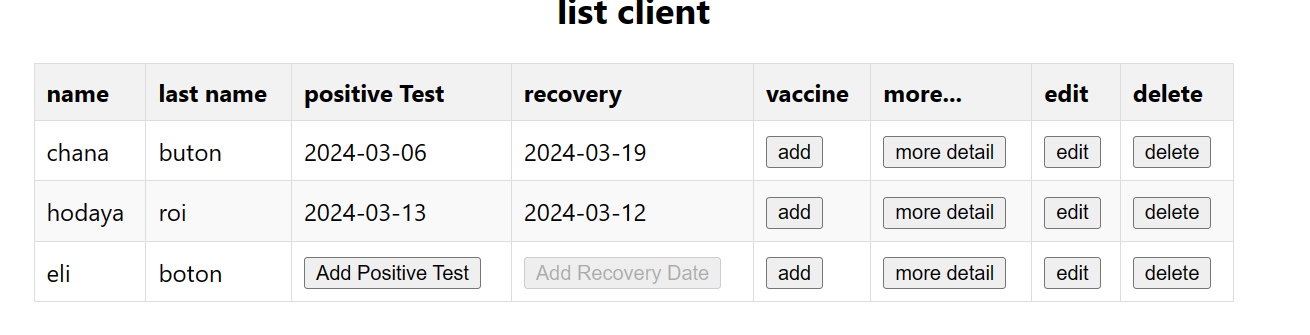 list client
name last name positive Test recovery vaccine more... edit delete
chana buton 2024-03-06 2024-03-19 add more detail edit delete
hodaya roi 2024-03-13 2024-03-12 add more detail edit delete
eli boton Add Positive Test Add Recovery Date add more detail edit delete